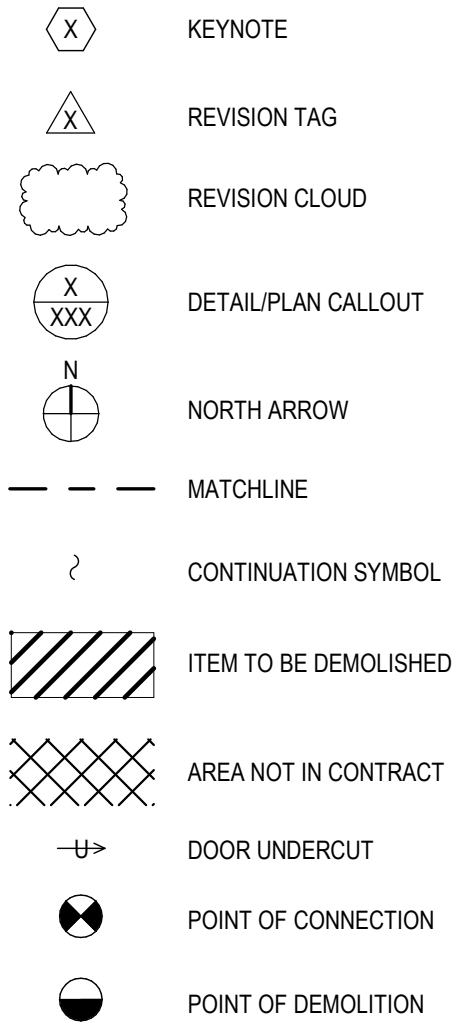 X KEYNOTE
X REVISION TAG
REVISION CLOUD
X
XXX DETAIL/PLAN CALLOUT
N
NORTH ARROW
MATCHLINE
CONTINUATION SYMBOL
ITEM TO BE DEMOLISHED
AREA NOT IN CONTRACT
U DOOR UNDERCUT
POINT OF CONNECTION
POINT OF DEMOLITION